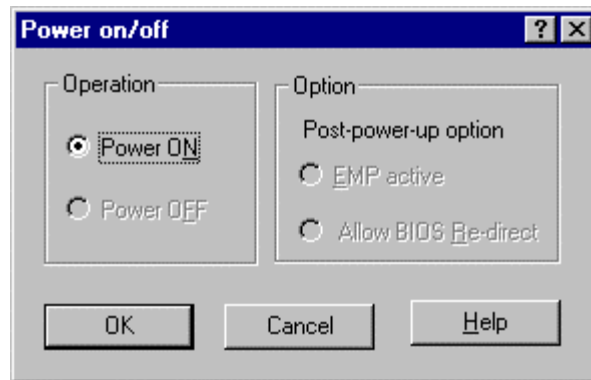 Power on/off
Operation
Power ON
Power OFF
Option
Post-power-up option
EMP active
Allow BIOS Re-direct
OK
Cancel
Help